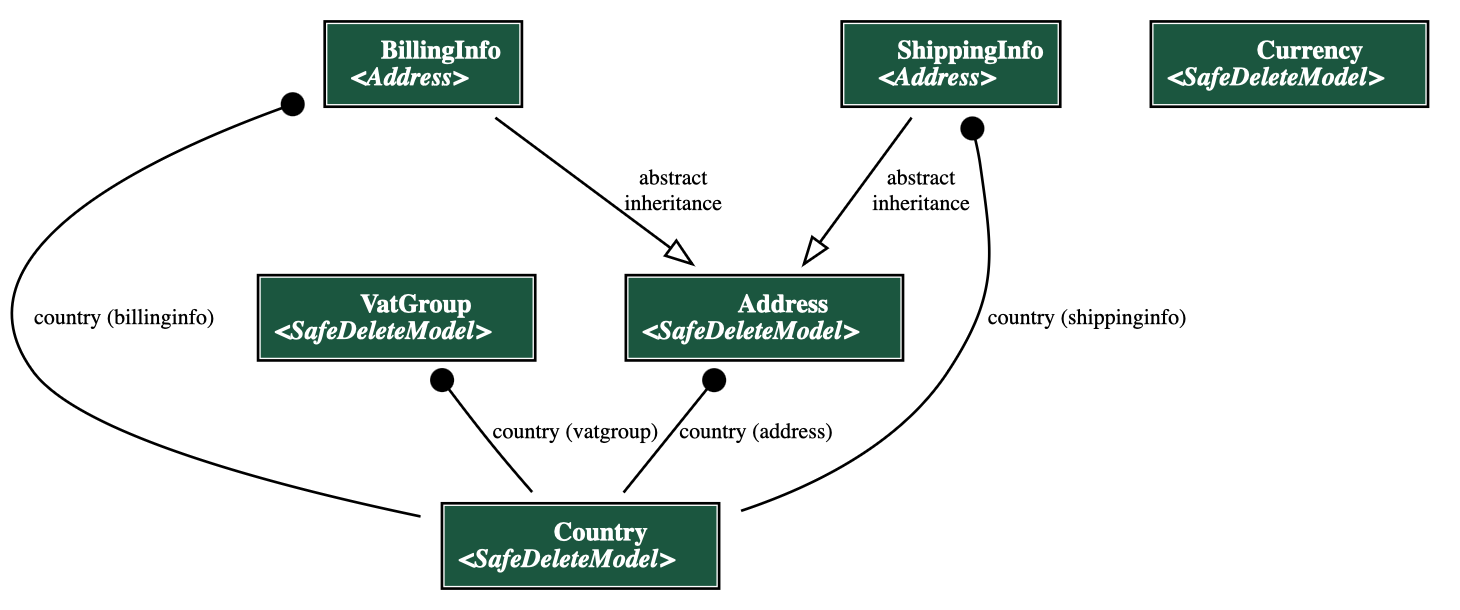 BillingInfo
<Address>
ShippingInfo
<Address>
Currency
<SafeDeleteModel>
abstract
inheritance
abstract
inheritance
VatGroup
<SafeDeleteModel>
Address
<SafeDeleteModel>
country (billinginfo)
country (shippinginfo)
country (vatgroup)
country (address)
Country
<SafeDeleteModel>